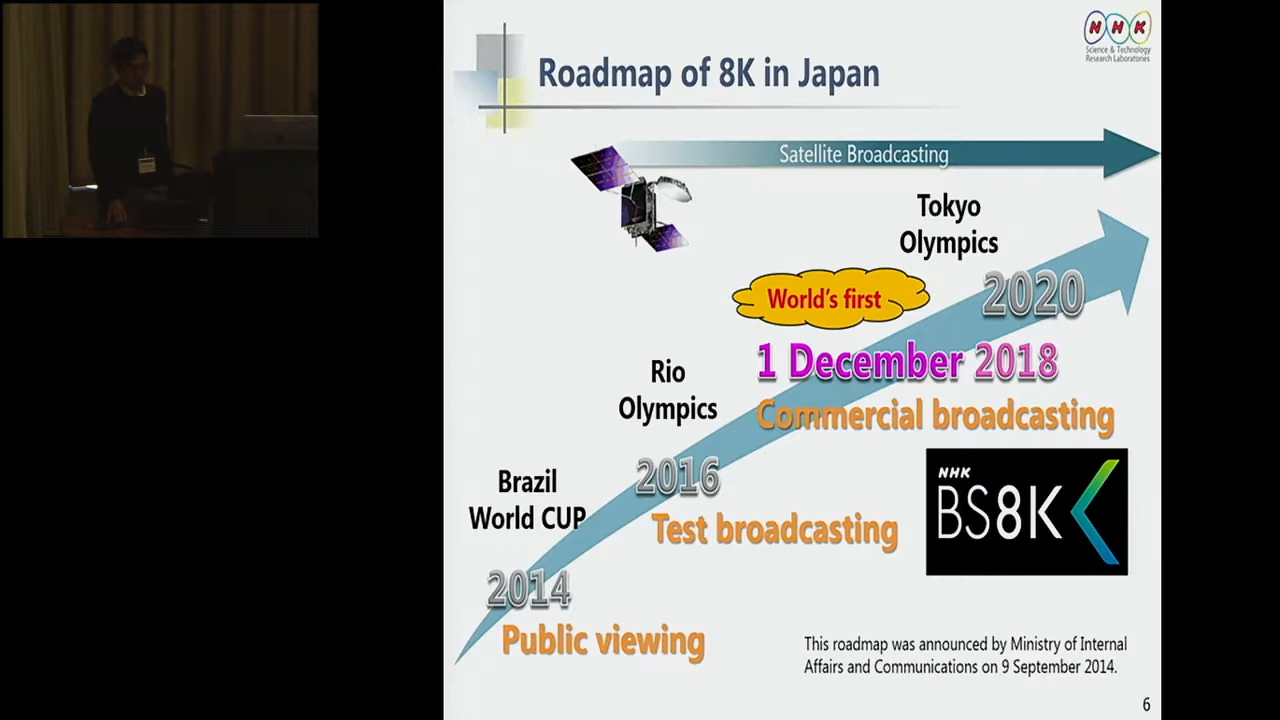 Roadmap of 8K in Japan
NHK
Science & Technology
Research Laboratories
Satellite Broadcasting
Tokyo
Olympics
2020
World's first
1 December 2018
Commercial broadcasting
Rio
Olympics
2016
Test broadcasting
NHK
BS8K
Brazil
World CUP
2014
Public viewing
This roadmap was announced by Ministry of Internal
Affairs and Communications on 9 September 2014.
6